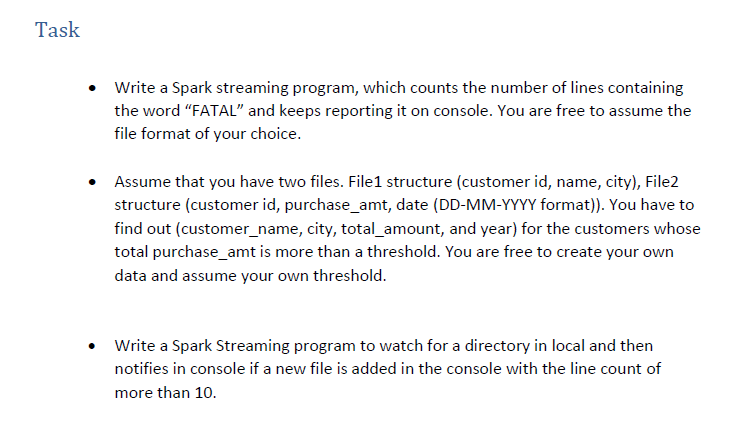 Task
• Write a Spark streaming program, which counts the number of lines containing
the word “FATAL” and keeps reporting it on console. You are free to assume the
file format of your choice.
• Assume that you have two files. File1 structure (customer id, name, city), File2
structure (customer id, purchase_amt, date (DD-MM-YYYY format)). You have to
find out (customer_name, city, total_amount, and year) for the customers whose
total purchase_amt is more than a threshold. You are free to create your own
data and assume your own threshold.
• Write a Spark Streaming program to watch for a directory in local and then
notifies in console if a new file is added in the console with the line count of
more than 10.